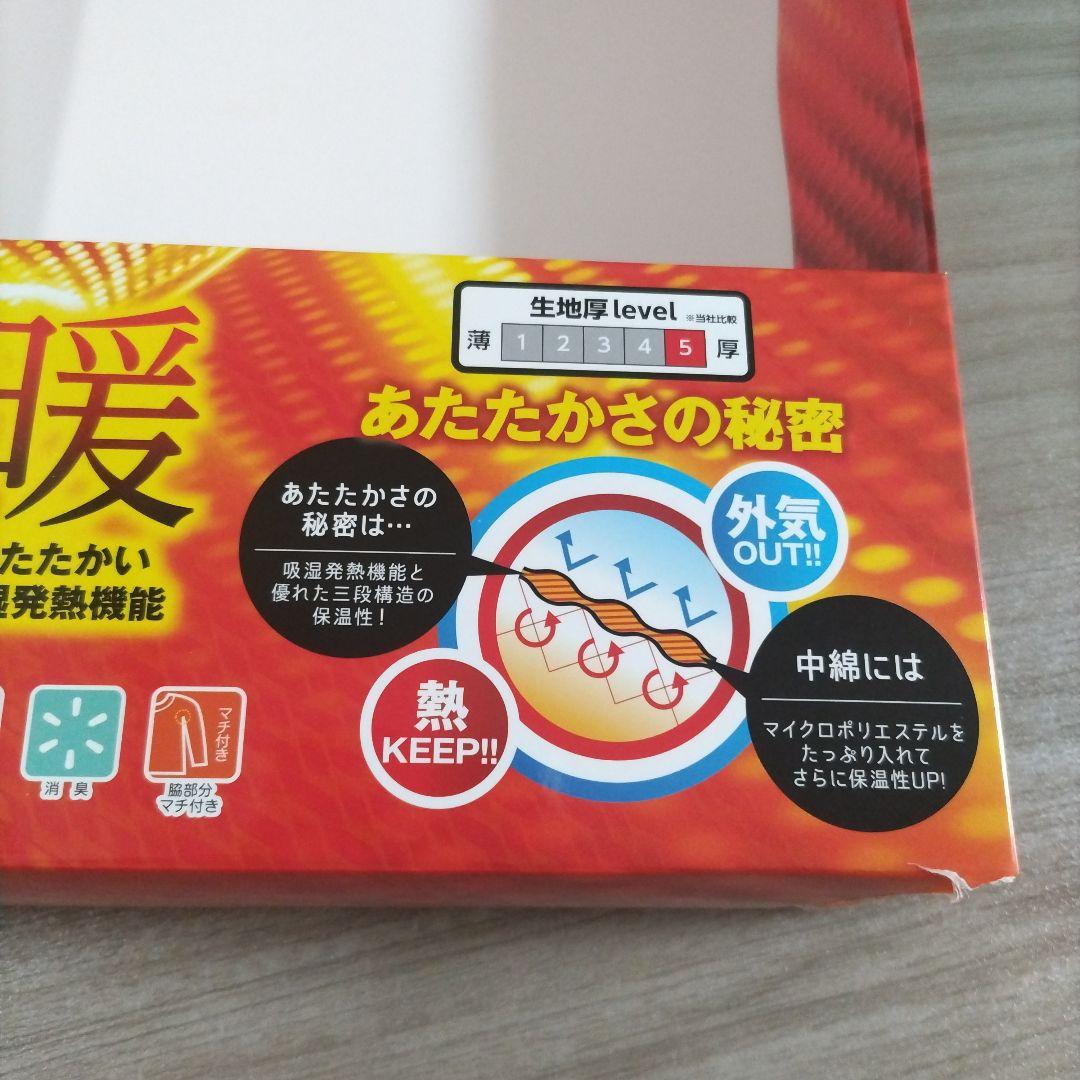 生地厚level ※当社比較
薄 1 2 3 4 5 厚
あたたかさの秘密
暖
たたかい
湿発熱機能
あたたかさの
秘密は…
吸湿発熱機能と
優れた三段構造の
保温性!
外気
OUT!!
熱
KEEP!!
中綿には
マイクロポリエステルを
たっぷり入れて
さらに保温性UP!
消臭
マチ付き
脇部分
マチ付き